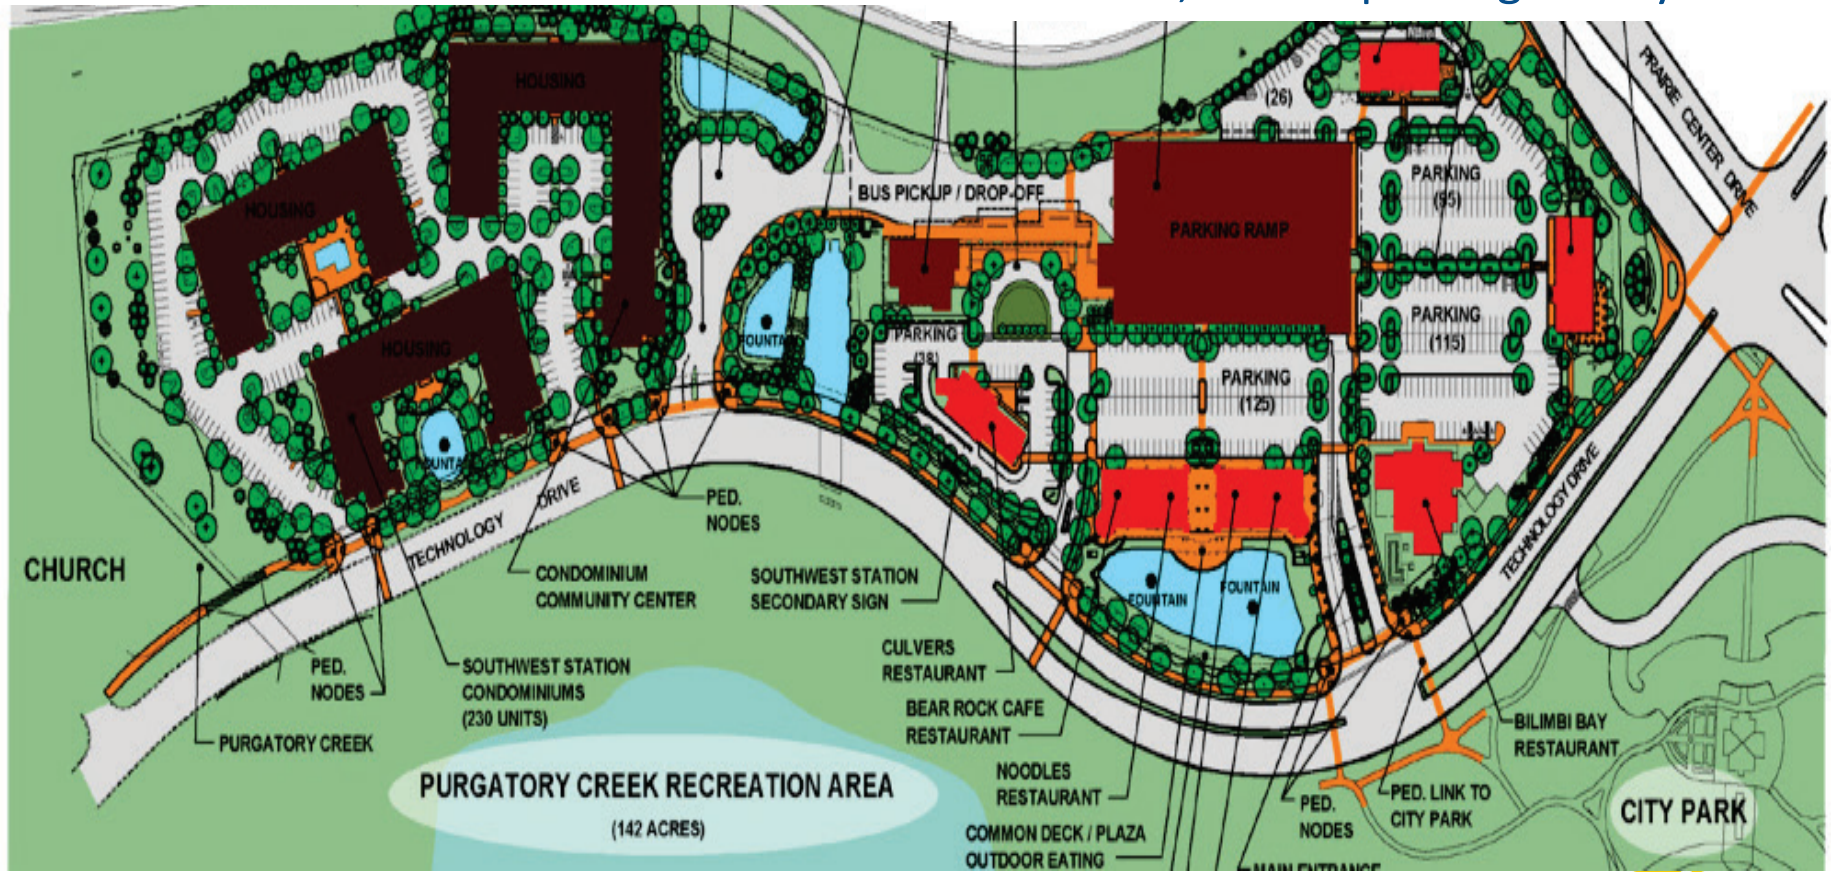 HOUSING
(26)
PRAIRIE CENTER DRIVE
PARKING
BUS PICKUP / DROP-OFF
HOUSING
PARKING RAMP
PARKING
(115)
FOUNTAIN
PARKING
(38)
HOUSING
PARKING
(125)
FOUNTAIN
PED.
NODES
TECHNOLOGY DRIVE
TECHNOLOGY DRIVE
CHURCH
CONDOMINIUM
COMMUNITY CENTER
SOUTHWEST STATION
SECONDARY SIGN
FOUNTAIN
FOUNTAIN
CULVERS
RESTAURANT
PED.
NODES
SOUTHWEST STATION
CONDOMINIUMS
(230 UNITS)
BEAR ROCK CAFE
RESTAURANT
BILIMBI BAY
RESTAURANT
PURGATORY CREEK
NOODLES
RESTAURANT
PURGATORY CREEK RECREATION AREA
(142 ACRES)
PED.
NODES
PED. LINK TO
CITY PARK
CITY PARK
COMMON DECK / PLAZA
OUTDOOR EATING
MAIN ENTRANCE